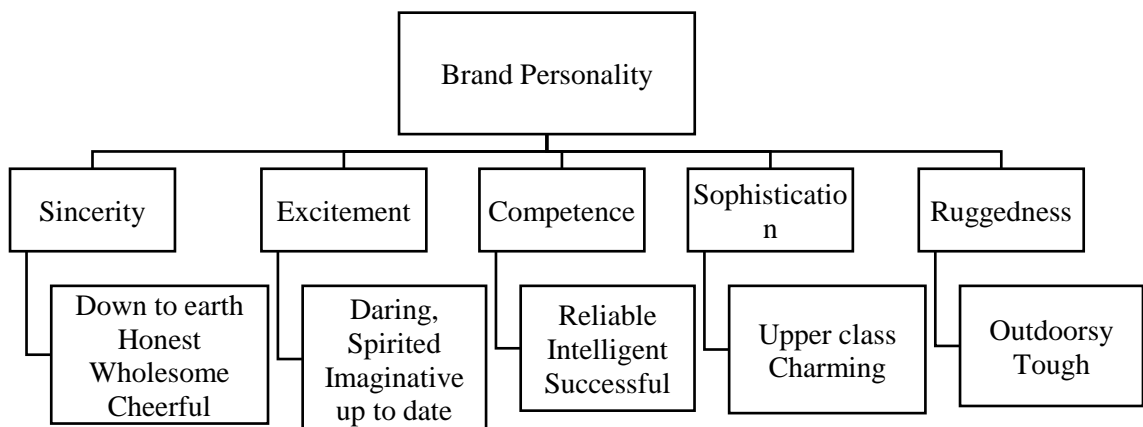 Brand Personality
Sincerity
Excitement
Competence
Sophisticatio
n
Ruggedness
Down to earth
Honest
Wholesome
Cheerful
Daring,
Spirited
Imaginative
up to date
Reliable
Intelligent
Successful
Upper class
Charming
Outdoorsy
Tough